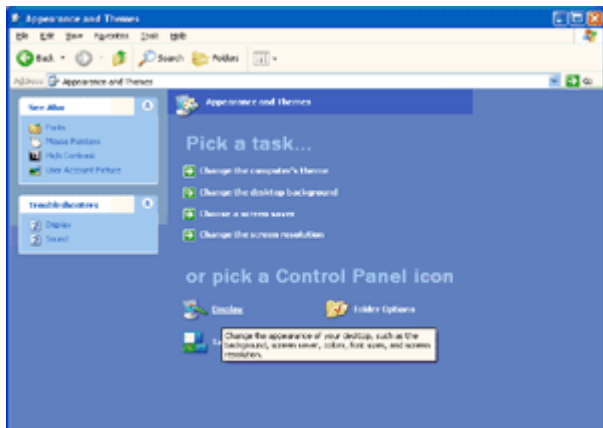 Appearance and Themes
File Edit View Favorites Tools Help
Back Search Folders
Address Appearance and Themes Go
See Also
Fonts
Mouse Pointers
High Contrast
User Account Picture
Troubleshooters
Display
Sound
Appearance and Themes
Pick a task...
Change the computer's theme
Change the desktop background
Choose a screen saver
Change the screen resolution
or pick a Control Panel icon
Display Folder Options
Change the appearance of your desktop, such as the
background, screen saver, colors, font sizes, and screen
resolution.